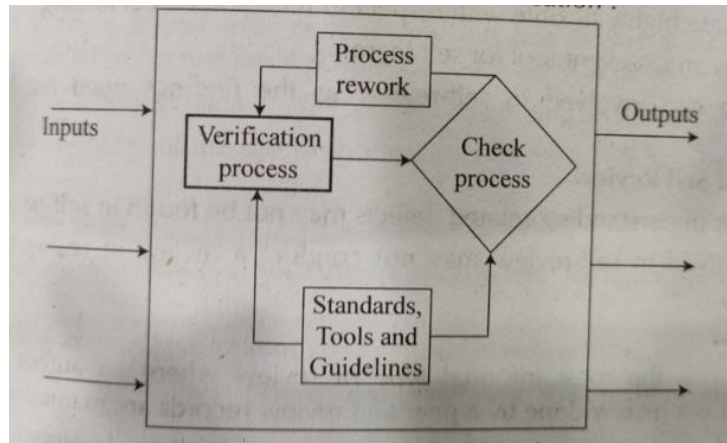 Process
rework
Inputs
Outputs
Verification
process
Check
process
Standards,
Tools and
Guidelines